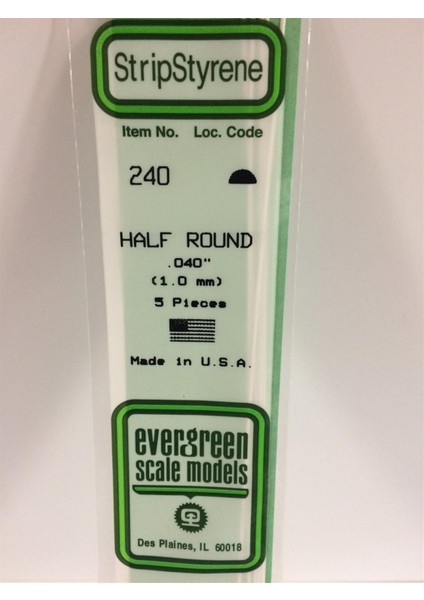 StripStyrene
Item No. Loc. Code
240
HALF ROUND
.040"
(1.0 mm)
5 Pieces
Made in U.S.A.
evergreen
scale models
Des Plaines, IL 60018